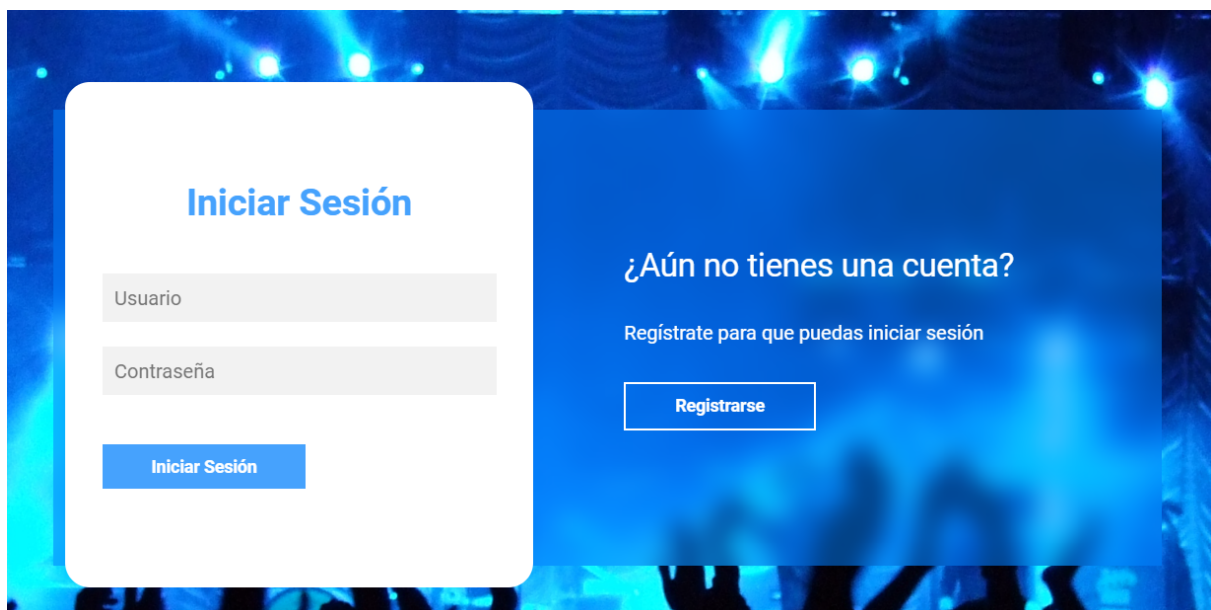 Iniciar Sesión
Usuario
Contraseña
Iniciar Sesión
¿Aún no tienes una cuenta?
Regístrate para que puedas iniciar sesión
Registrarse